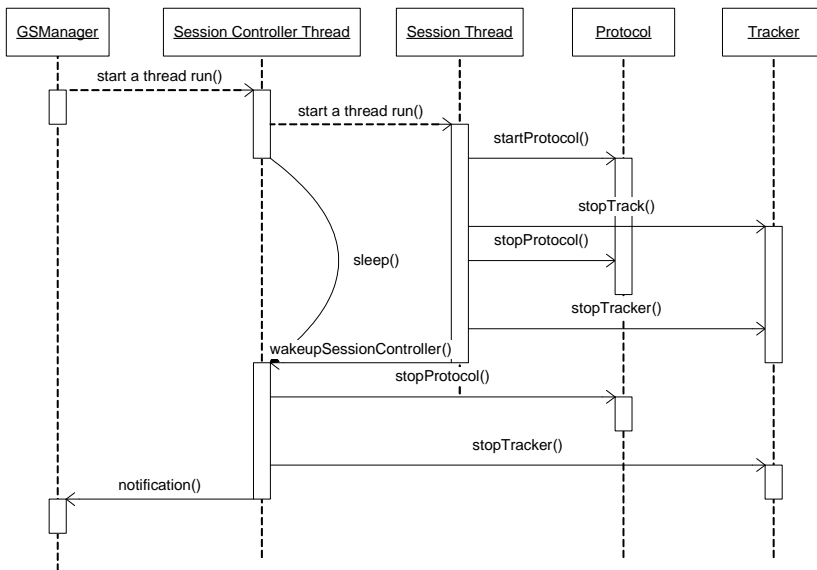 GSManager
Session Controller Thread
Session Thread
Protocol
Tracker
start a thread run()
start a thread run()
startProtocol()
stopTrack()
stopProtocol()
sleep()
stopTracker()
wakeupSessionController()
stopProtocol()
stopTracker()
notification()